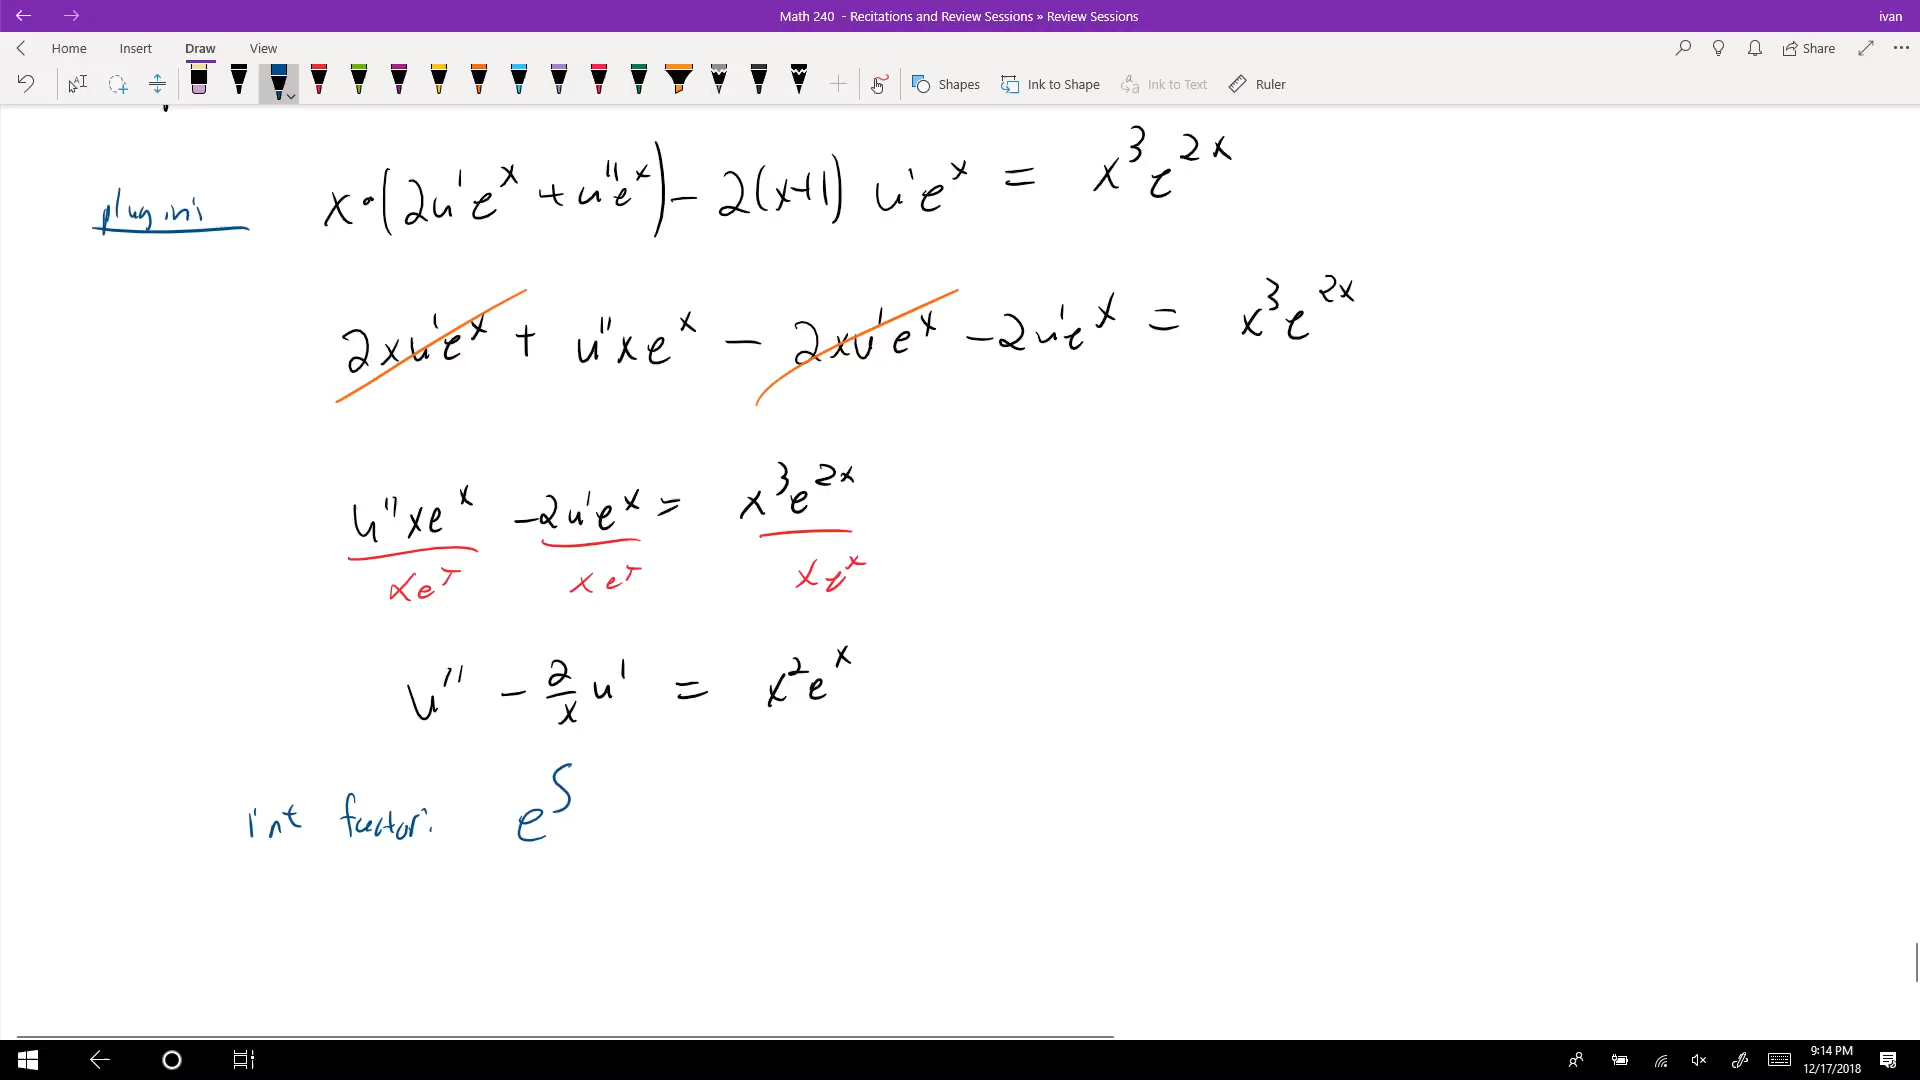 Math 240 - Recitations and Review Sessions » Review Sessions
ivan
Home Insert Draw View
Share
Shapes Ink to Shape Ink to Text Ruler
plug in:
x·(2u'e^x + u''e^x) − 2(x+1) u'e^x = x^3e^{2x}
2xu'e^x + u''xe^x − 2xu'e^x − 2u'e^x = x^3e^{2x}
u''xe^x − 2u'e^x = x^3e^{2x}
xe^x xe^x xe^x
u'' − 2/x u' = x^2e^x
int factor: e^∫
9:14 PM
12/17/2018